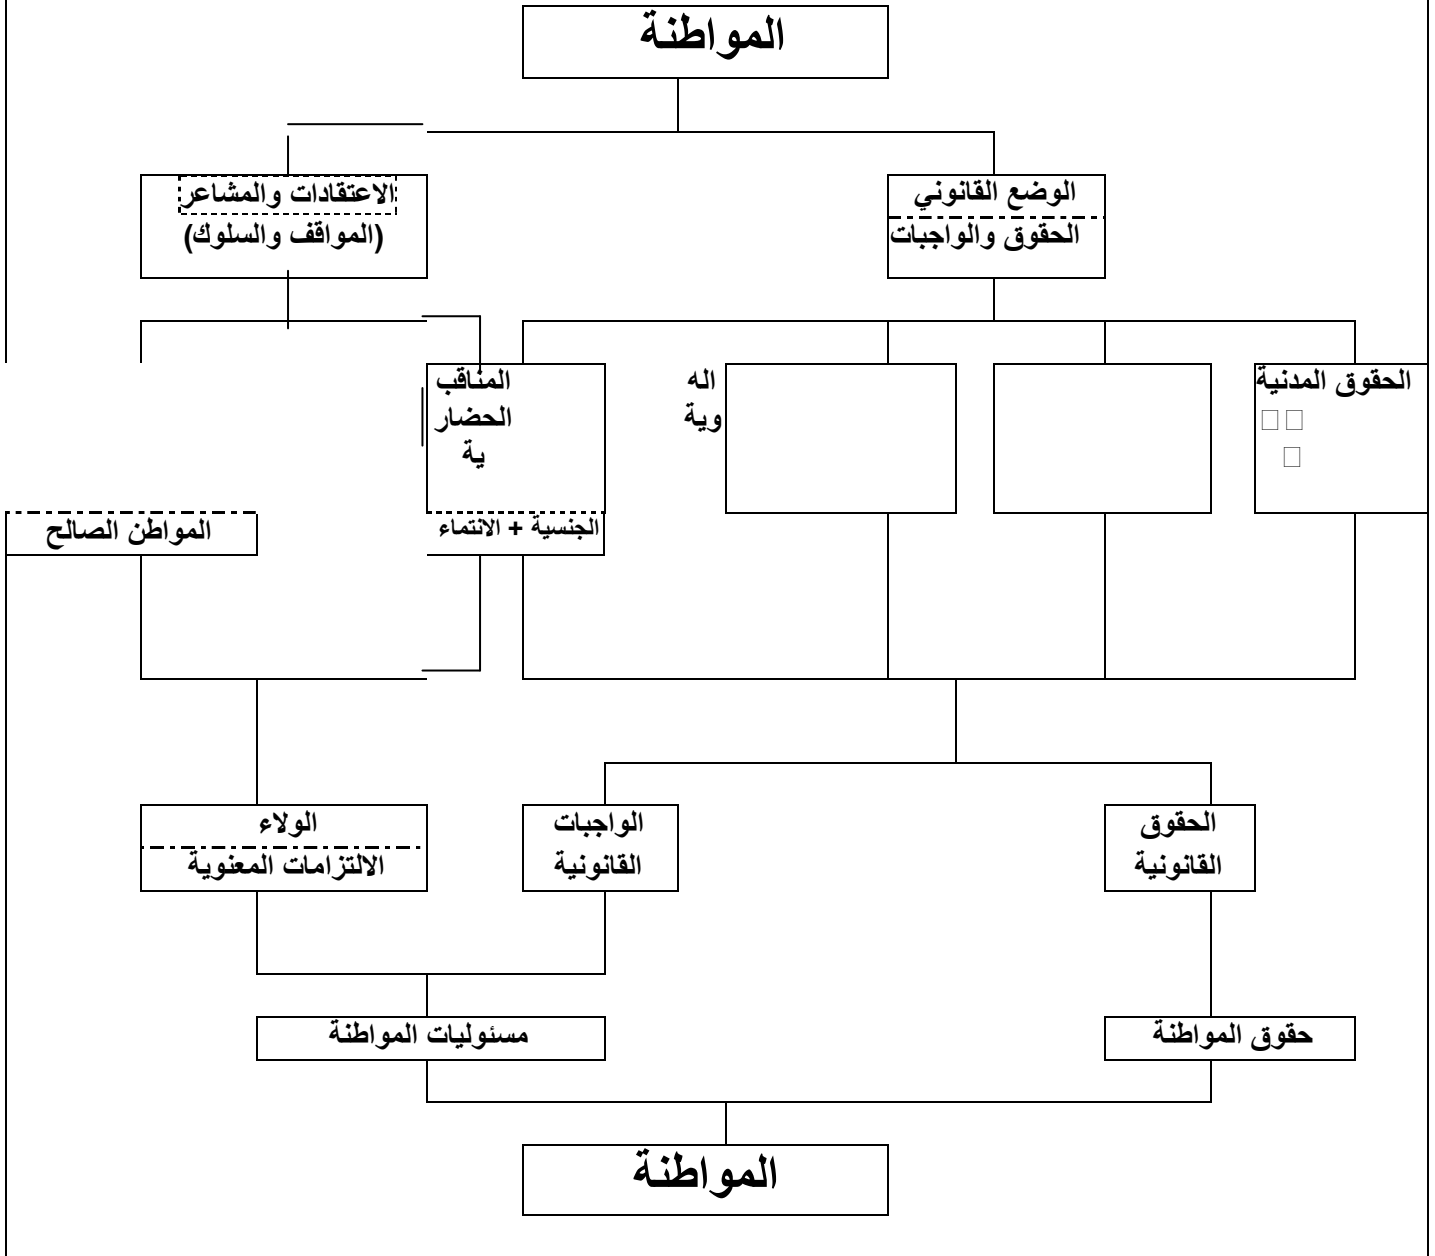 المواطنة
الوضع القانوني
الحقوق والواجبات
الاعتقادات والمشاعر
(المواقف والسلوك)
الحقوق المدنية
اله
وية
المناقب
الحضار
ية
الجنسية + الانتماء
المواطن الصالح
الحقوق
القانونية
الواجبات
القانونية
الولاء
الالتزامات المعنوية
حقوق المواطنة
مسئوليات المواطنة
المواطنة